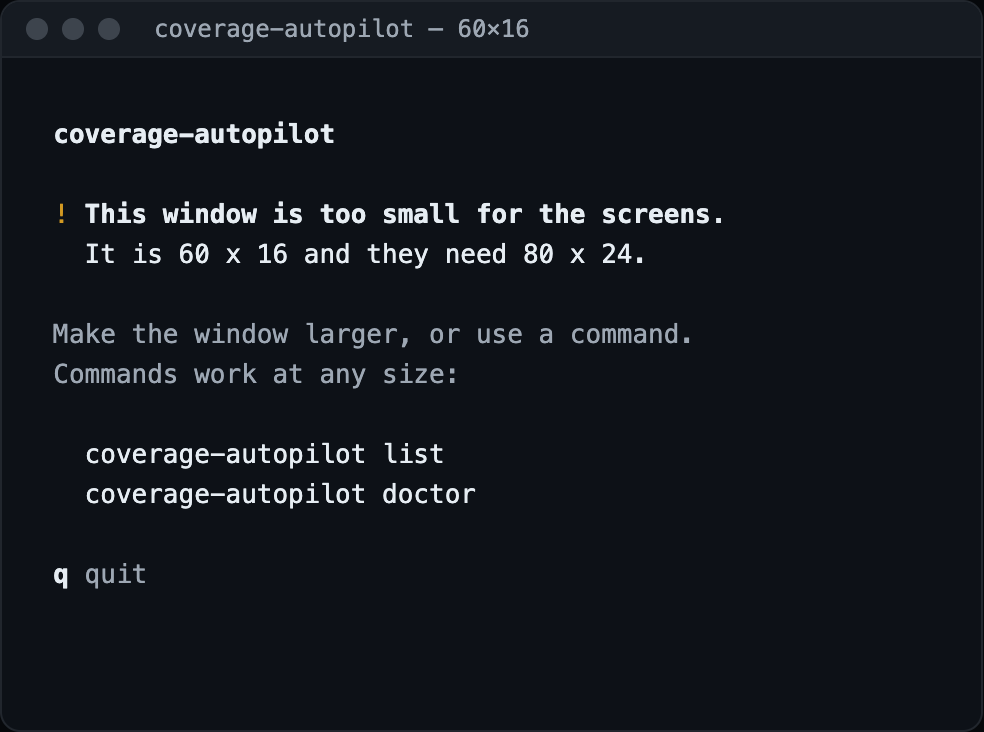 coverage-autopilot — 60×16
coverage-autopilot
! This window is too small for the screens.
It is 60 x 16 and they need 80 x 24.
Make the window larger, or use a command.
Commands work at any size:
coverage-autopilot list
coverage-autopilot doctor
q quit